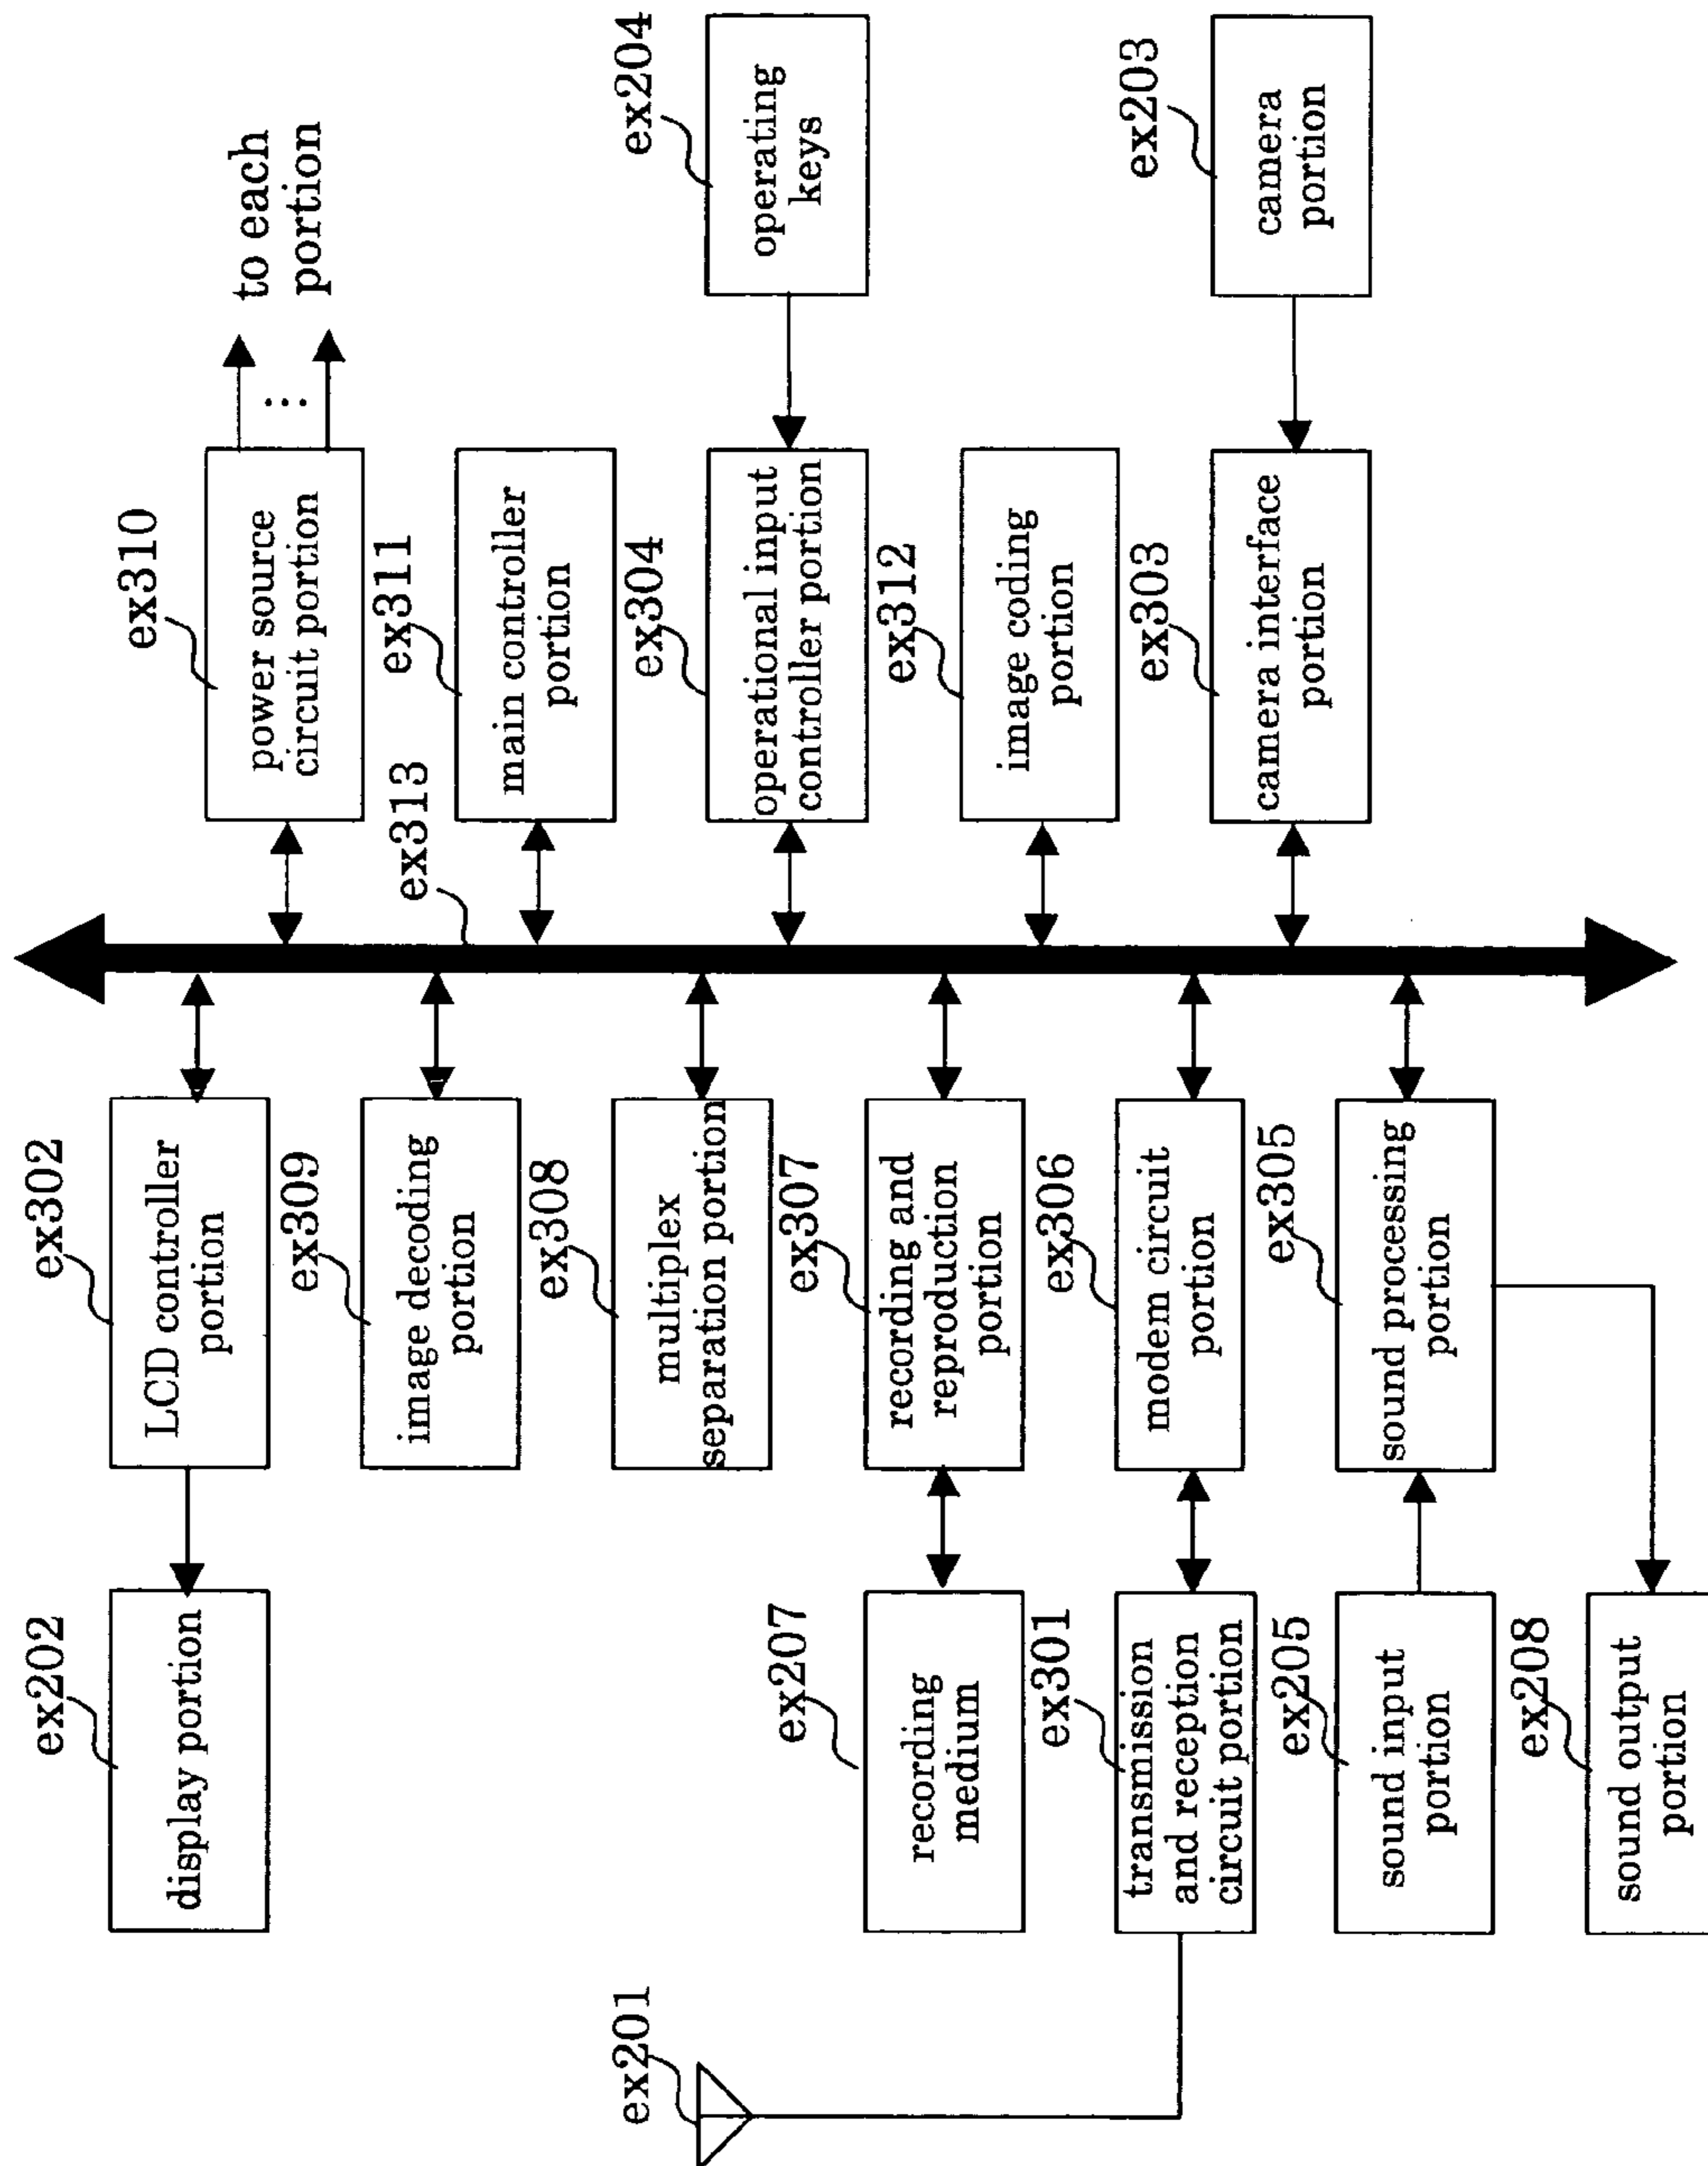 ex201
ex202
display portion
ex302
LCD controller
portion
ex309
image decoding
portion
ex308
multiplex
separation portion
ex207
recording
medium
ex307
recording and
reproduction
portion
ex301
transmission
and reception
circuit portion
ex306
modem circuit
portion
ex205
sound input
portion
ex305
sound processing
portion
ex208
sound output
portion
ex313
ex310
power source
circuit portion
to each
portion
ex311
main controller
portion
ex304
operational input
controller portion
ex204
operating
keys
ex312
image coding
portion
ex303
camera interface
portion
ex203
camera
portion